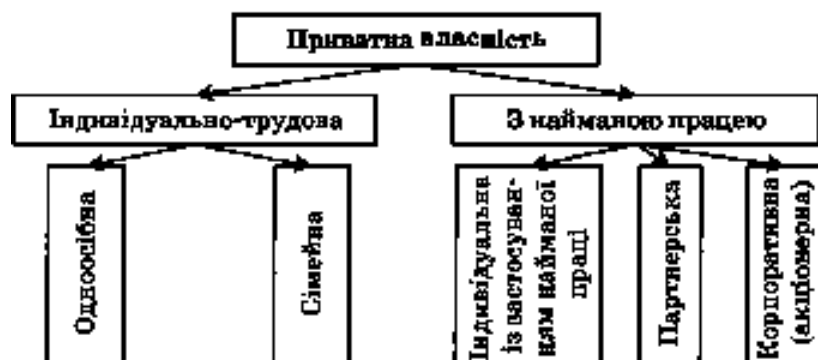 Приватна власність
Індивідуально-трудова
З найманою працею
Одноосібна
Сімейна
Індивідуальна
із застосуван-
ням найманої
праці
Партнерська
Корпоративна
(акціонерна)